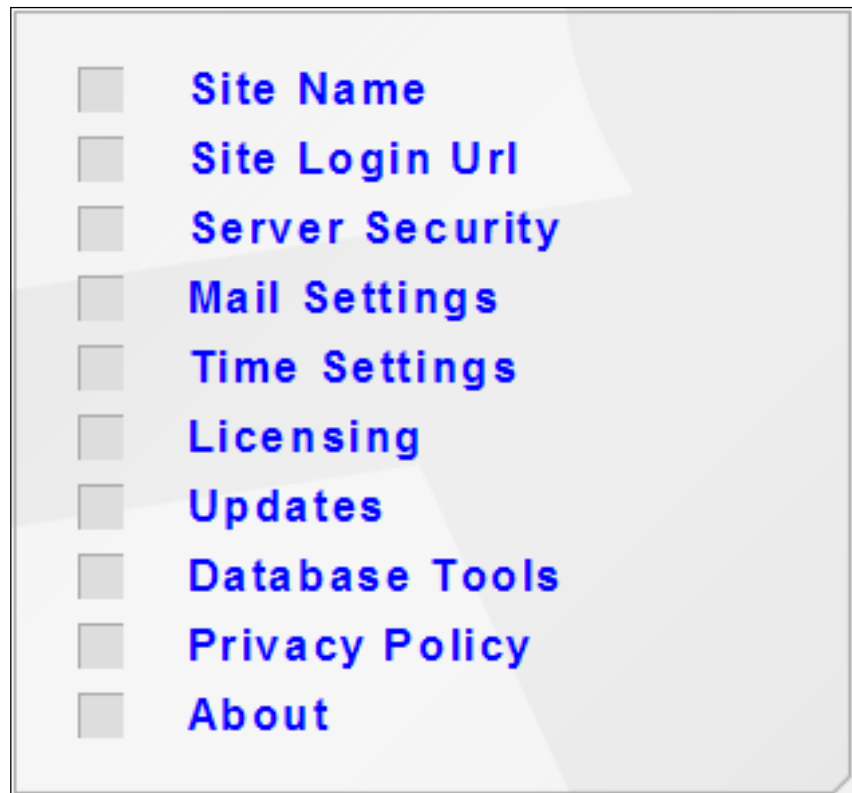 Site Name
Site Login Url
Server Security
Mail Settings
Time Settings
Licensing
Updates
Database Tools
Privacy Policy
About